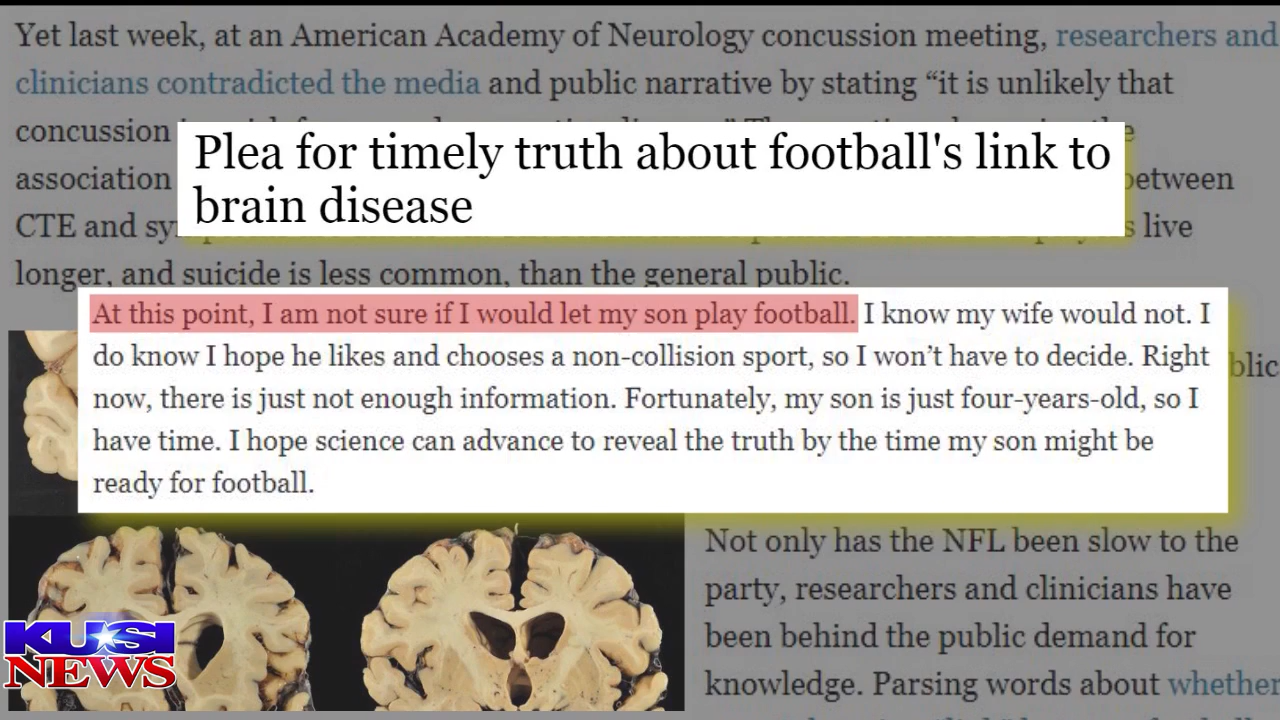 Yet last week, at an American Academy of Neurology concussion meeting, researchers and
clinicians contradicted the media and public narrative by stating “it is unlikely that
concussion
Plea for timely truth about football's link to
brain disease
association between
CTE and live
longer, and suicide is less common, than the general public.
At this point, I am not sure if I would let my son play football. I know my wife would not. I
do know I hope he likes and chooses a non-collision sport, so I won’t have to decide. Right
now, there is just not enough information. Fortunately, my son is just four-years-old, so I
have time. I hope science can advance to reveal the truth by the time my son might be
ready for football.
Not only has the NFL been slow to the
party, researchers and clinicians have
been behind the public demand for
knowledge. Parsing words about whether
KUSI
NEWS